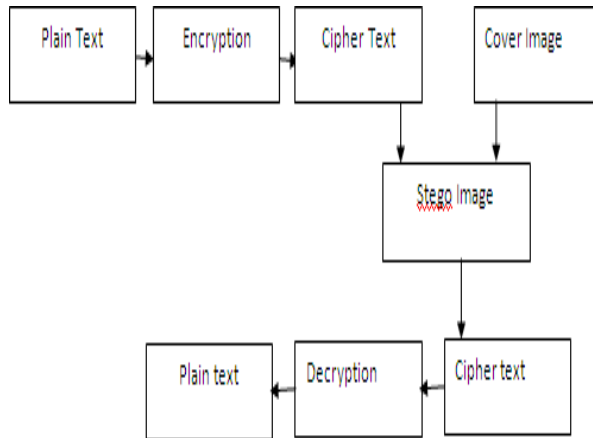 Plain Text
Encryption
Cipher Text
Cover Image
Stego Image
Cipher text
Decryption
Plain text